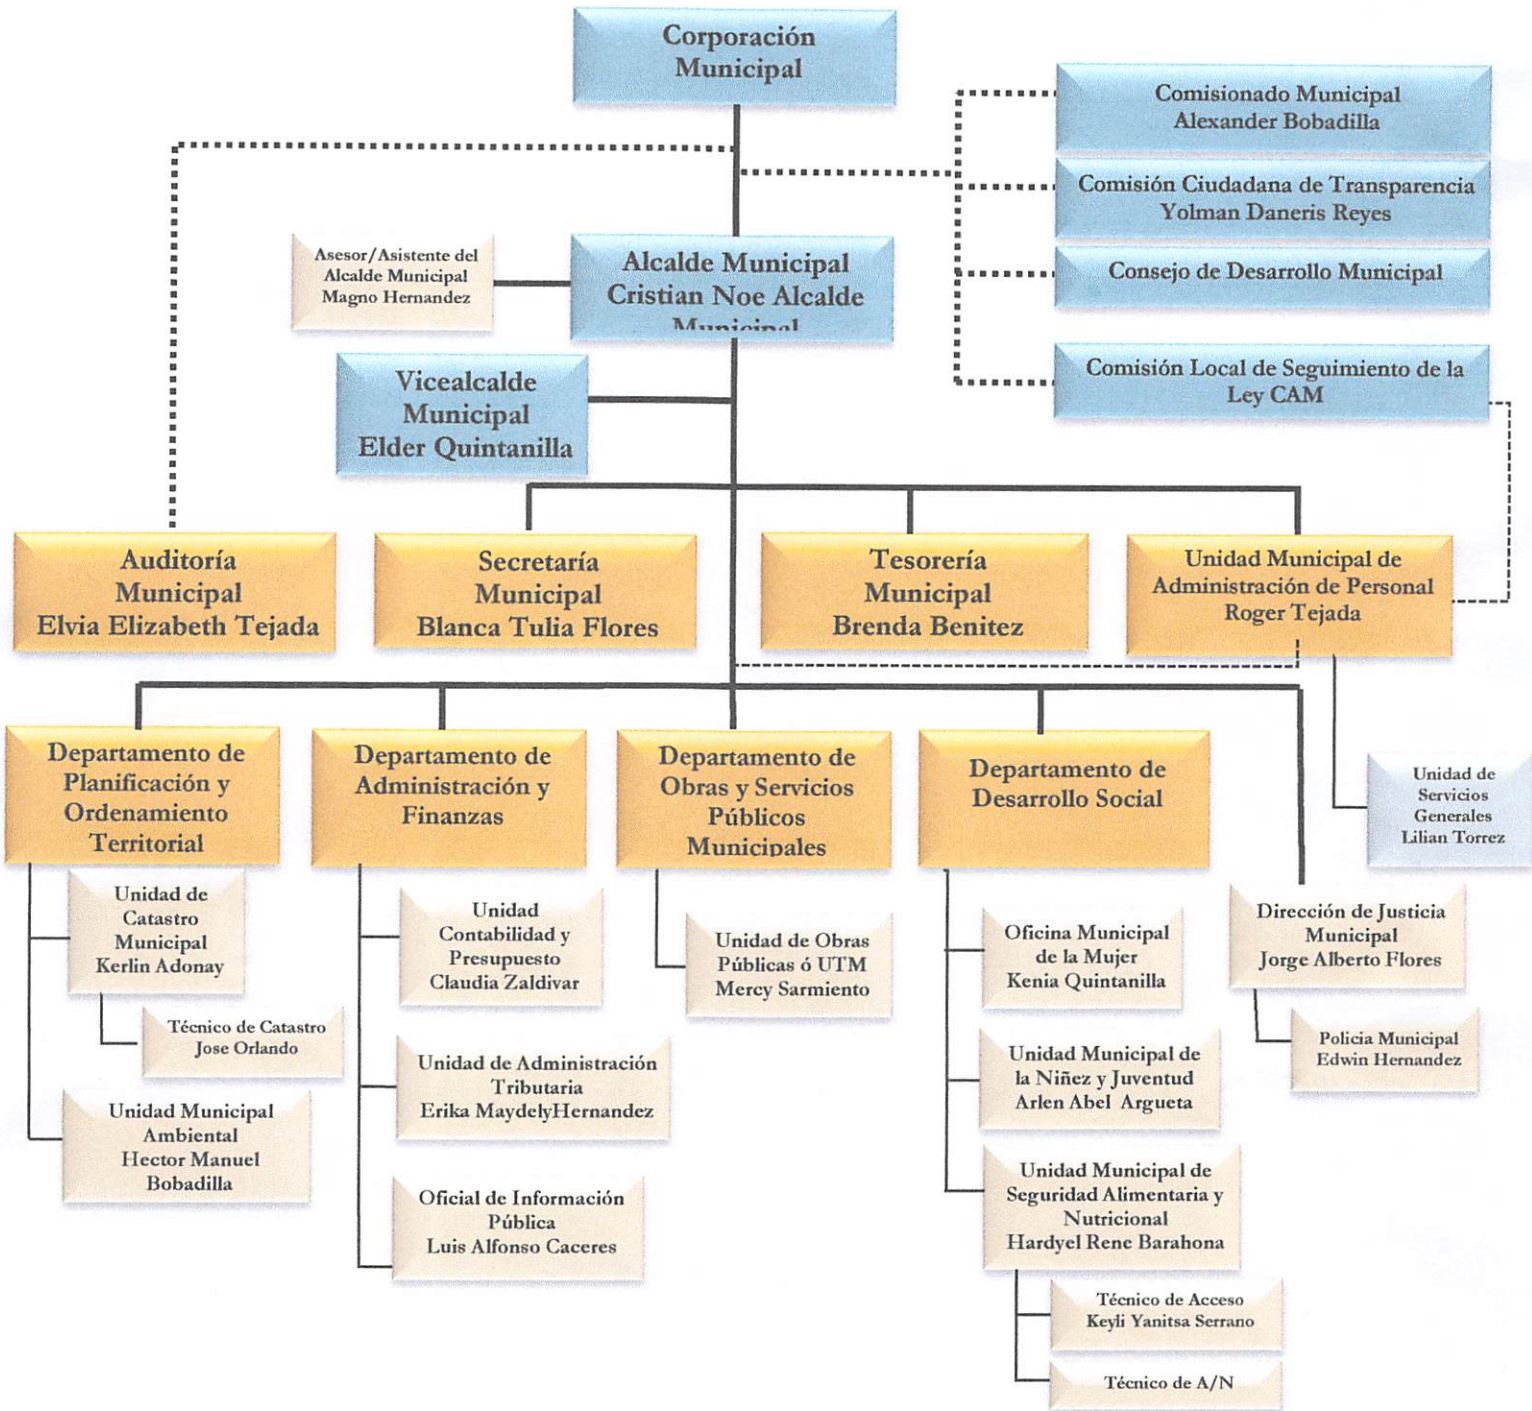 Corporación
Municipal
Comisionado Municipal
Alexander Bobadilla
Comisión Ciudadana de Transparencia
Yolman Daneris Reyes
Consejo de Desarrollo Municipal
Comisión Local de Seguimiento de la
Ley CAM
Asesor/Asistente del
Alcalde Municipal
Magno Hernandez
Alcalde Municipal
Cristian Noe Alcalde
Municipal
Vicealcalde
Municipal
Elder Quintanilla
Auditoría
Municipal
Elvia Elizabeth Tejada
Secretaría
Municipal
Blanca Tulia Flores
Tesorería
Municipal
Brenda Benitez
Unidad Municipal de
Administración de Personal
Roger Tejada
Departamento de
Planificación y
Ordenamiento
Territorial
Departamento de
Administración y
Finanzas
Departamento de
Obras y Servicios
Públicos
Municipales
Departamento de
Desarrollo Social
Unidad de
Servicios
Generales
Lilian Torrez
Unidad de
Catastro
Municipal
Kerlin Adonay
Técnico de Catastro
Jose Orlando
Unidad Municipal
Ambiental
Hector Manuel
Bobadilla
Unidad
Contabilidad y
Presupuesto
Claudia Zaldivar
Unidad de Administración
Tributaria
Erika MaydelyHernandez
Oficial de Información
Pública
Luis Alfonso Caceres
Unidad de Obras
Públicas ó UTM
Mercy Sarmiento
Oficina Municipal
de la Mujer
Kenia Quintanilla
Unidad Municipal de
la Niñez y Juventud
Arlen Abel Argueta
Unidad Municipal de
Seguridad Alimentaria y
Nutricional
Hardyel Rene Barahona
Técnico de Acceso
Keyli Yanitsa Serrano
Técnico de A/N
Dirección de Justicia
Municipal
Jorge Alberto Flores
Policia Municipal
Edwin Hernandez